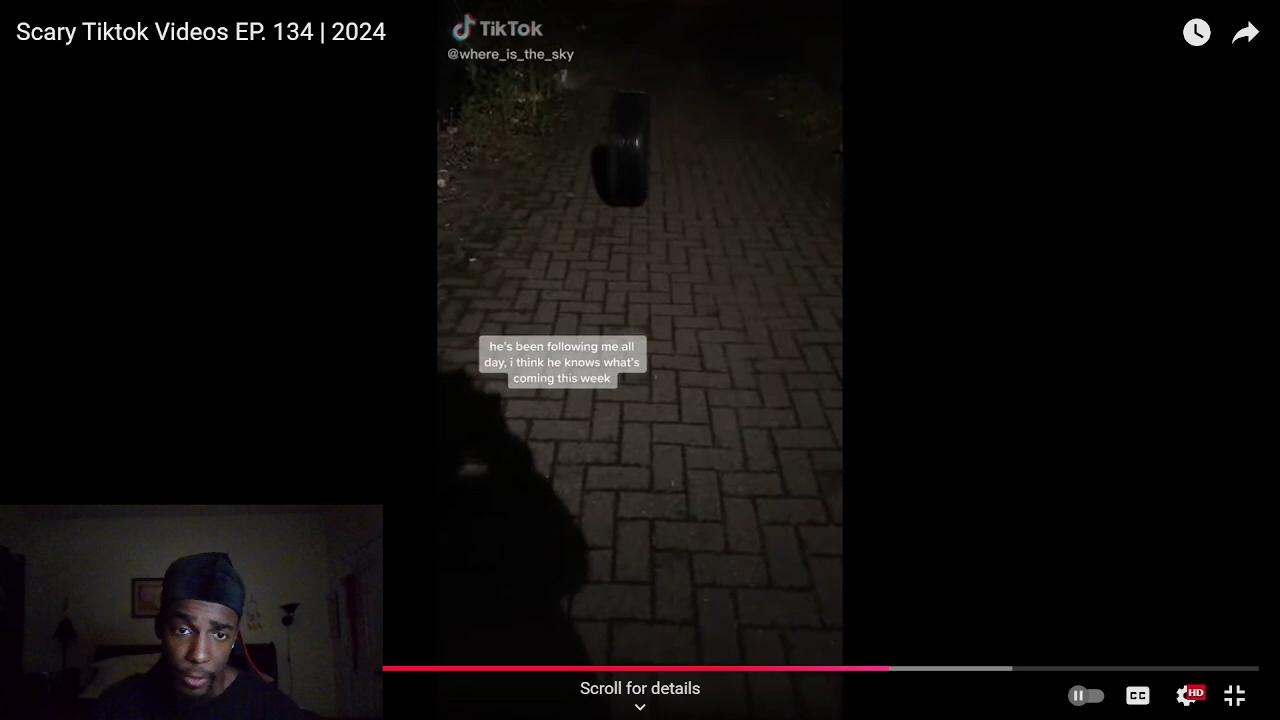 Scary Tiktok Videos EP. 134 | 2024
TikTok
@where_is_the_sky
he's been following me all
day, i think he knows what's
coming this week
Scroll for details
CC
HD